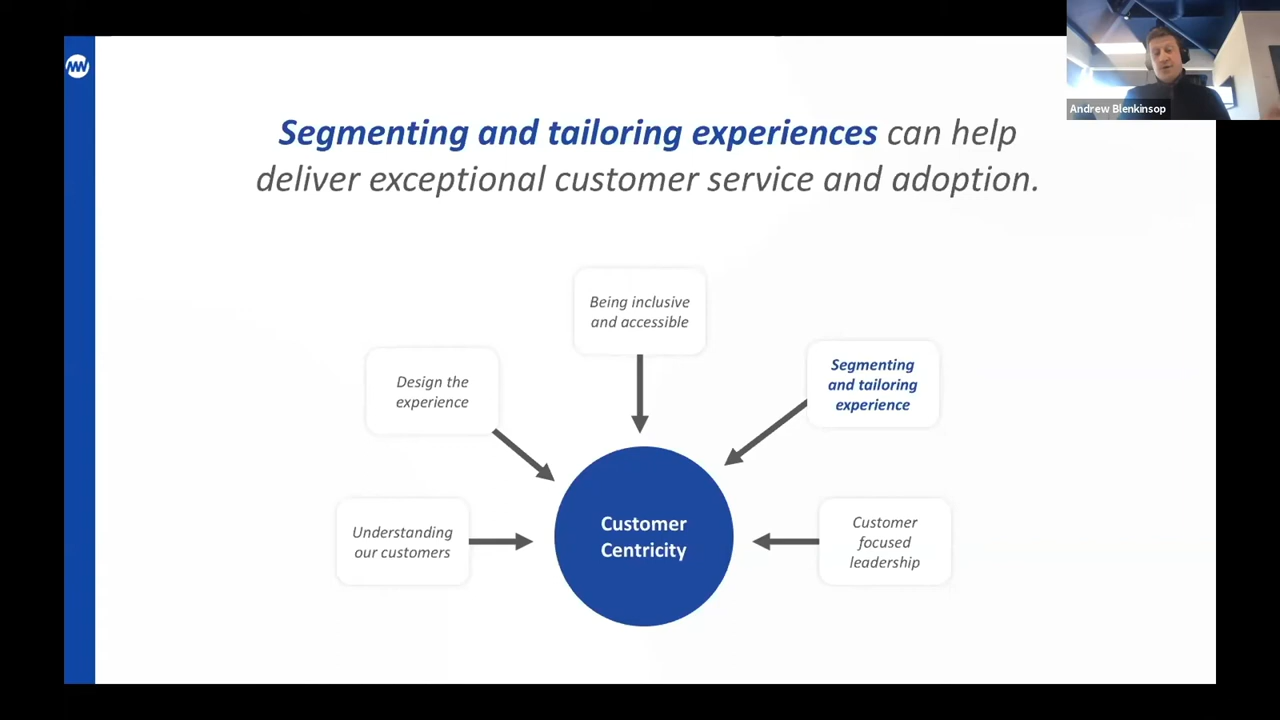 Andrew Blenkinsop
Segmenting and tailoring experiences can help
deliver exceptional customer service and adoption.
Being inclusive
and accessible
Design the
experience
Segmenting
and tailoring
experience
Understanding
our customers
Customer
Centricity
Customer
focused
leadership